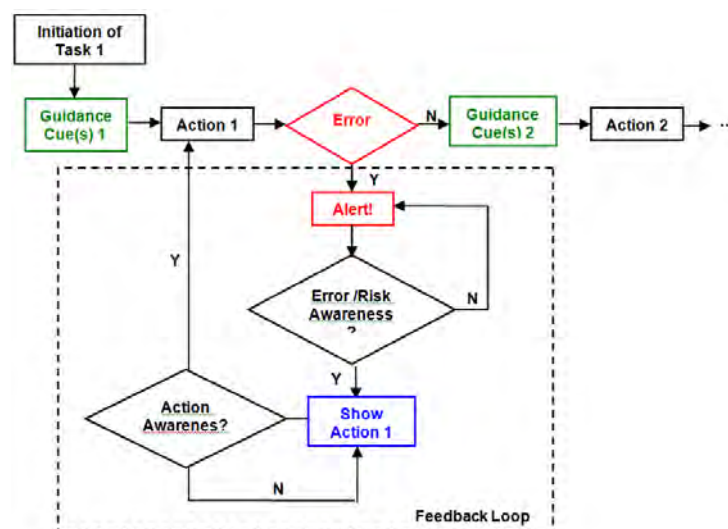 Initiation of
Task 1
Guidance
Cue(s) 1
Action 1
Error
N
Guidance
Cue(s) 2
Action 2
...
Y
Alert!
Y
Error /Risk
Awareness
?
N
Y
Action
Awarenes?
Show
Action 1
N
Feedback Loop